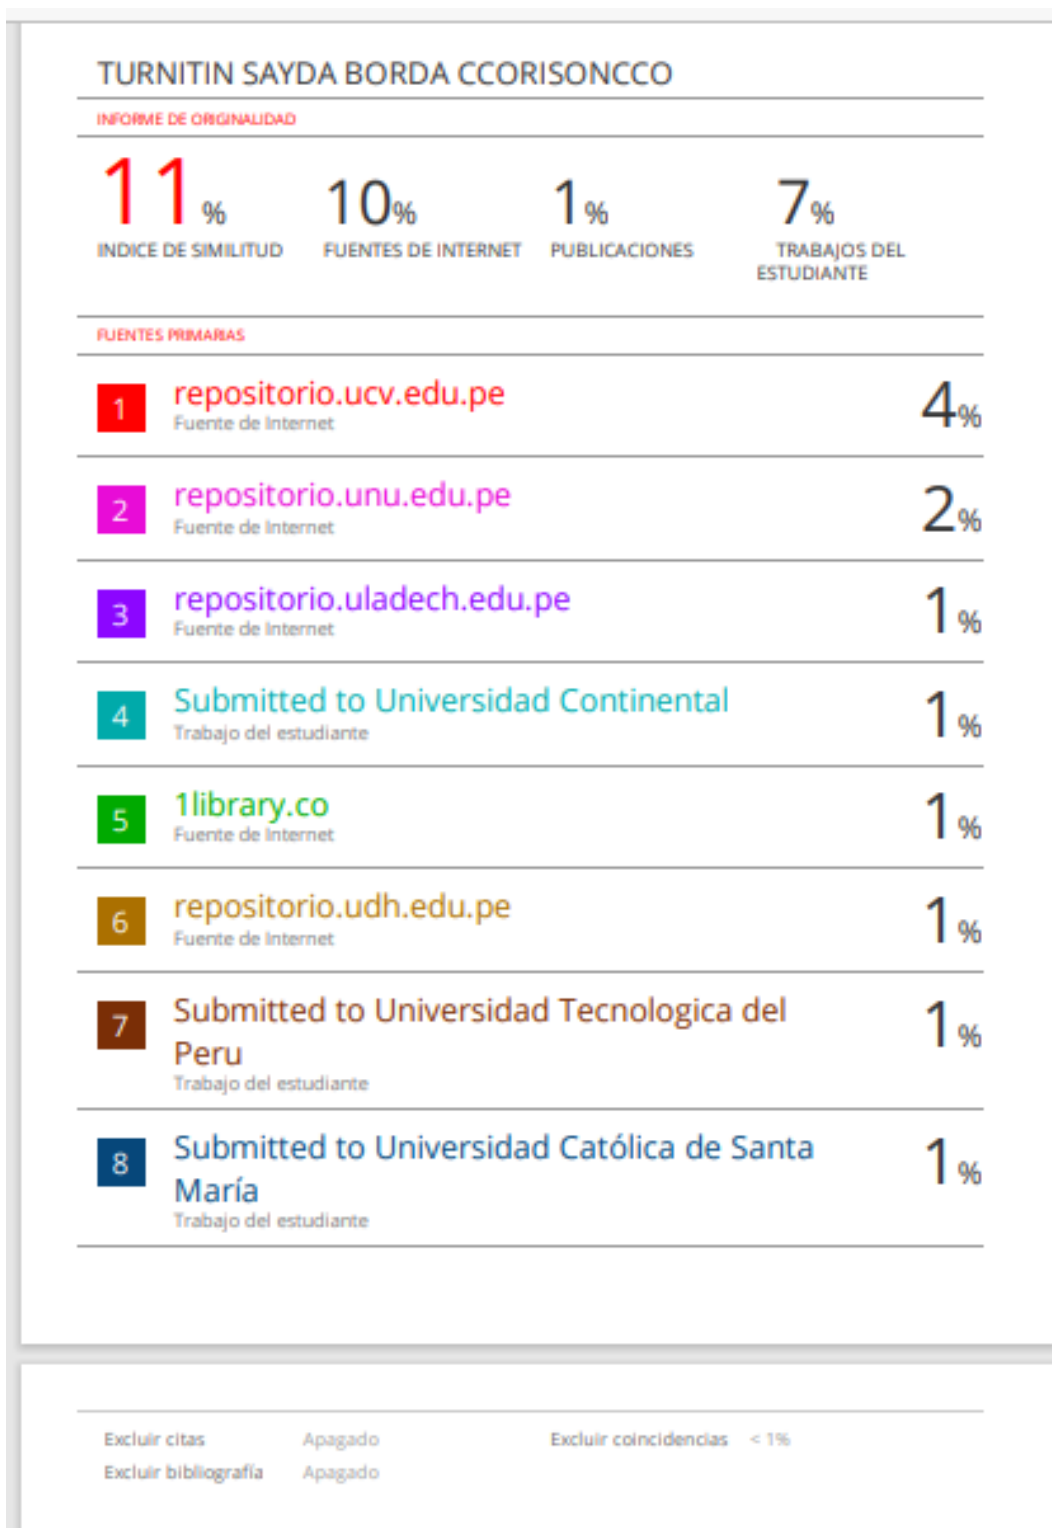 TURNITIN SAYDA BORDA CCORISONCCO
INFORME DE ORIGINALIDAD
11% 10% 1% 7%
INDICE DE SIMILITUD FUENTES DE INTERNET PUBLICACIONES TRABAJOS DEL
ESTUDIANTE
FUENTES PRIMARIAS
1 repositorio.ucv.edu.pe 4%
Fuente de Internet
2 repositorio.unu.edu.pe 2%
Fuente de Internet
3 repositorio.uladech.edu.pe 1%
Fuente de Internet
4 Submitted to Universidad Continental 1%
Trabajo del estudiante
5 1library.co 1%
Fuente de Internet
6 repositorio.udh.edu.pe 1%
Fuente de Internet
7 Submitted to Universidad Tecnologica del 1%
Peru
Trabajo del estudiante
8 Submitted to Universidad Católica de Santa 1%
María
Trabajo del estudiante
Excluir citas Apagado Excluir coincidencias < 1%
Excluir bibliografía Apagado